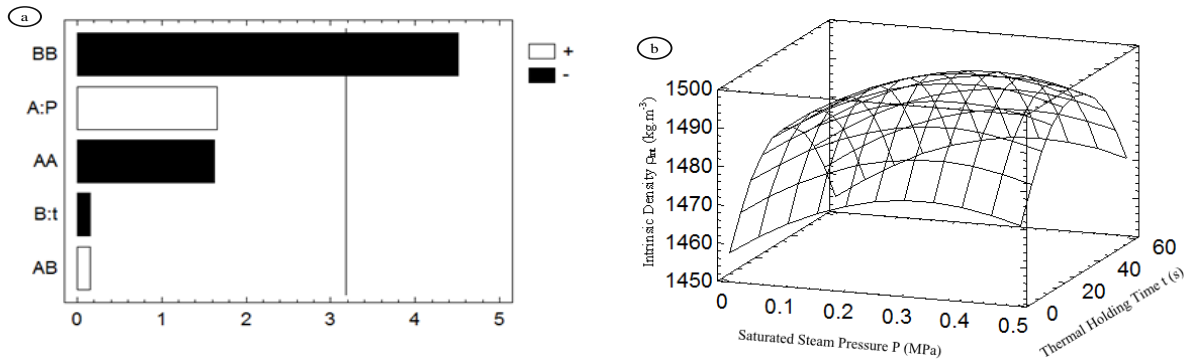 a
BB
A:P
AA
B:t
AB
0 1 2 3 4 5
+
-
b
1500
1490
1480
1470
1460
1450
Intrinsic Density ρint (kg.m-3)
0 0.1 0.2 0.3 0.4 0.5
Saturated Steam Pressure P (MPa)
0 20 40 60
Thermal Holding Time t (s)